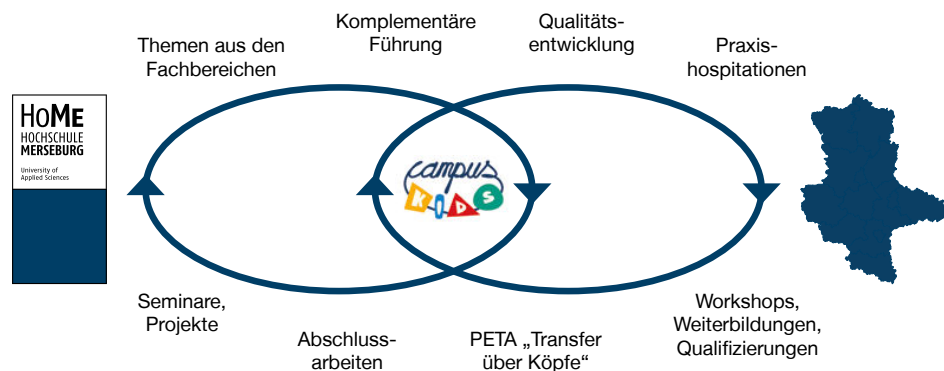 Komplementäre
Führung
Qualitäts-
entwicklung
Themen aus den
Fachbereichen
Praxis-
hospitationen
HOME
HOCHSCHULE
MERSEBURG
University of
Applied Sciences
campus
KIDS
Seminare,
Projekte
Abschluss-
arbeiten
PETA „Transfer
über Köpfe“
Workshops,
Weiterbildungen,
Qualifizierungen